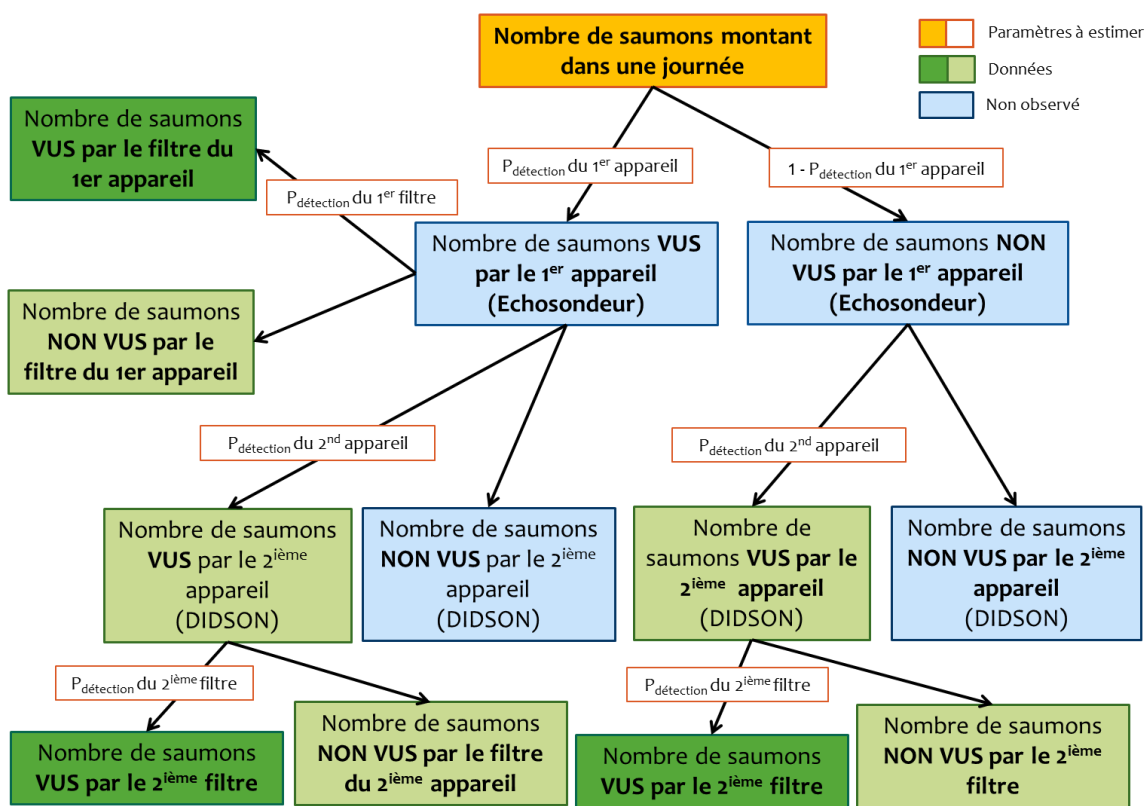 Nombre de saumons montant
dans une journée
Paramètres à estimer
Données
Non observé
Nombre de saumons
VUS par le filtre du
1er appareil
P détection du 1er appareil
1 - P détection du 1er appareil
P détection du 1er filtre
Nombre de saumons VUS
par le 1er appareil
(Echosondeur)
Nombre de saumons NON
VUS par le 1er appareil
(Echosondeur)
Nombre de saumons
NON VUS par le
filtre du 1er appareil
P détection du 2nd appareil
P détection du 2nd appareil
Nombre de saumons
VUS par le 2ième
appareil
(DIDSON)
Nombre de saumons
NON VUS par le 2ième
appareil
(DIDSON)
Nombre de
saumons VUS par le
2ième appareil
(DIDSON)
Nombre de saumons
NON VUS par le 2ième
appareil
(DIDSON)
P détection du 2ième filtre
P détection du 2ième filtre
Nombre de saumons
VUS par le 2ième filtre
Nombre de saumons
NON VUS par le filtre
du 2ième appareil
Nombre de saumons
VUS par le 2ième filtre
Nombre de saumons
NON VUS par le 2ième
filtre